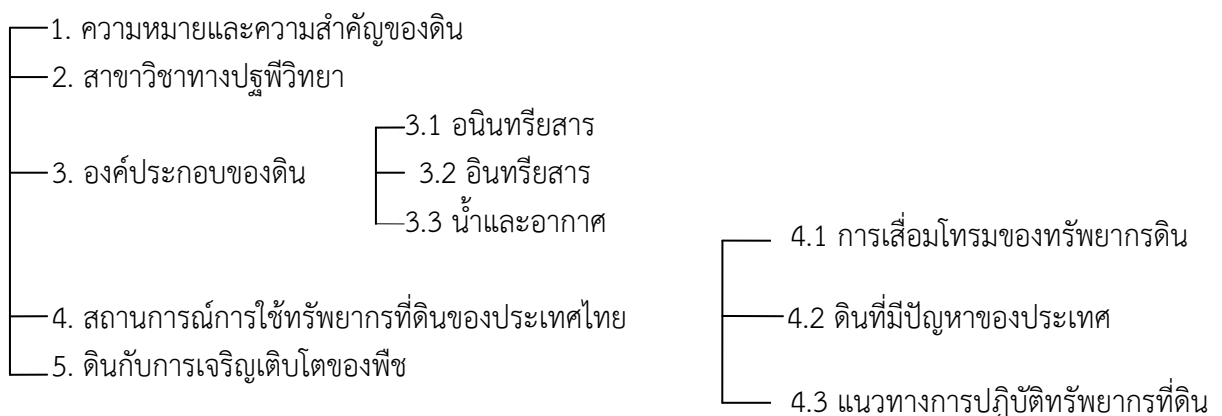 1. ความหมายและความสำคัญของดิน
2. สาขาวิชาทางปฐพีวิทยา
3. องค์ประกอบของดิน
3.1 อนินทรียสาร
3.2 อินทรียสาร
3.3 น้ำและอากาศ
4. สถานการณ์การใช้ทรัพยากรที่ดินของประเทศไทย
4.1 การเสื่อมโทรมของทรัพยากรดิน
4.2 ดินที่มีปัญหาของประเทศ
4.3 แนวทางการปฏิบัติทรัพยากรที่ดิน
5. ดินกับการเจริญเติบโตของพืช